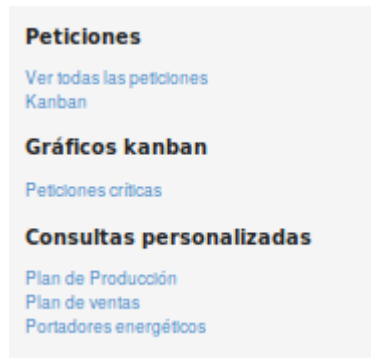 Peticiones
Ver todas las peticiones
Kanban
Gráficos kanban
Peticiones críticas
Consultas personalizadas
Plan de Producción
Plan de ventas
Portadores energéticos